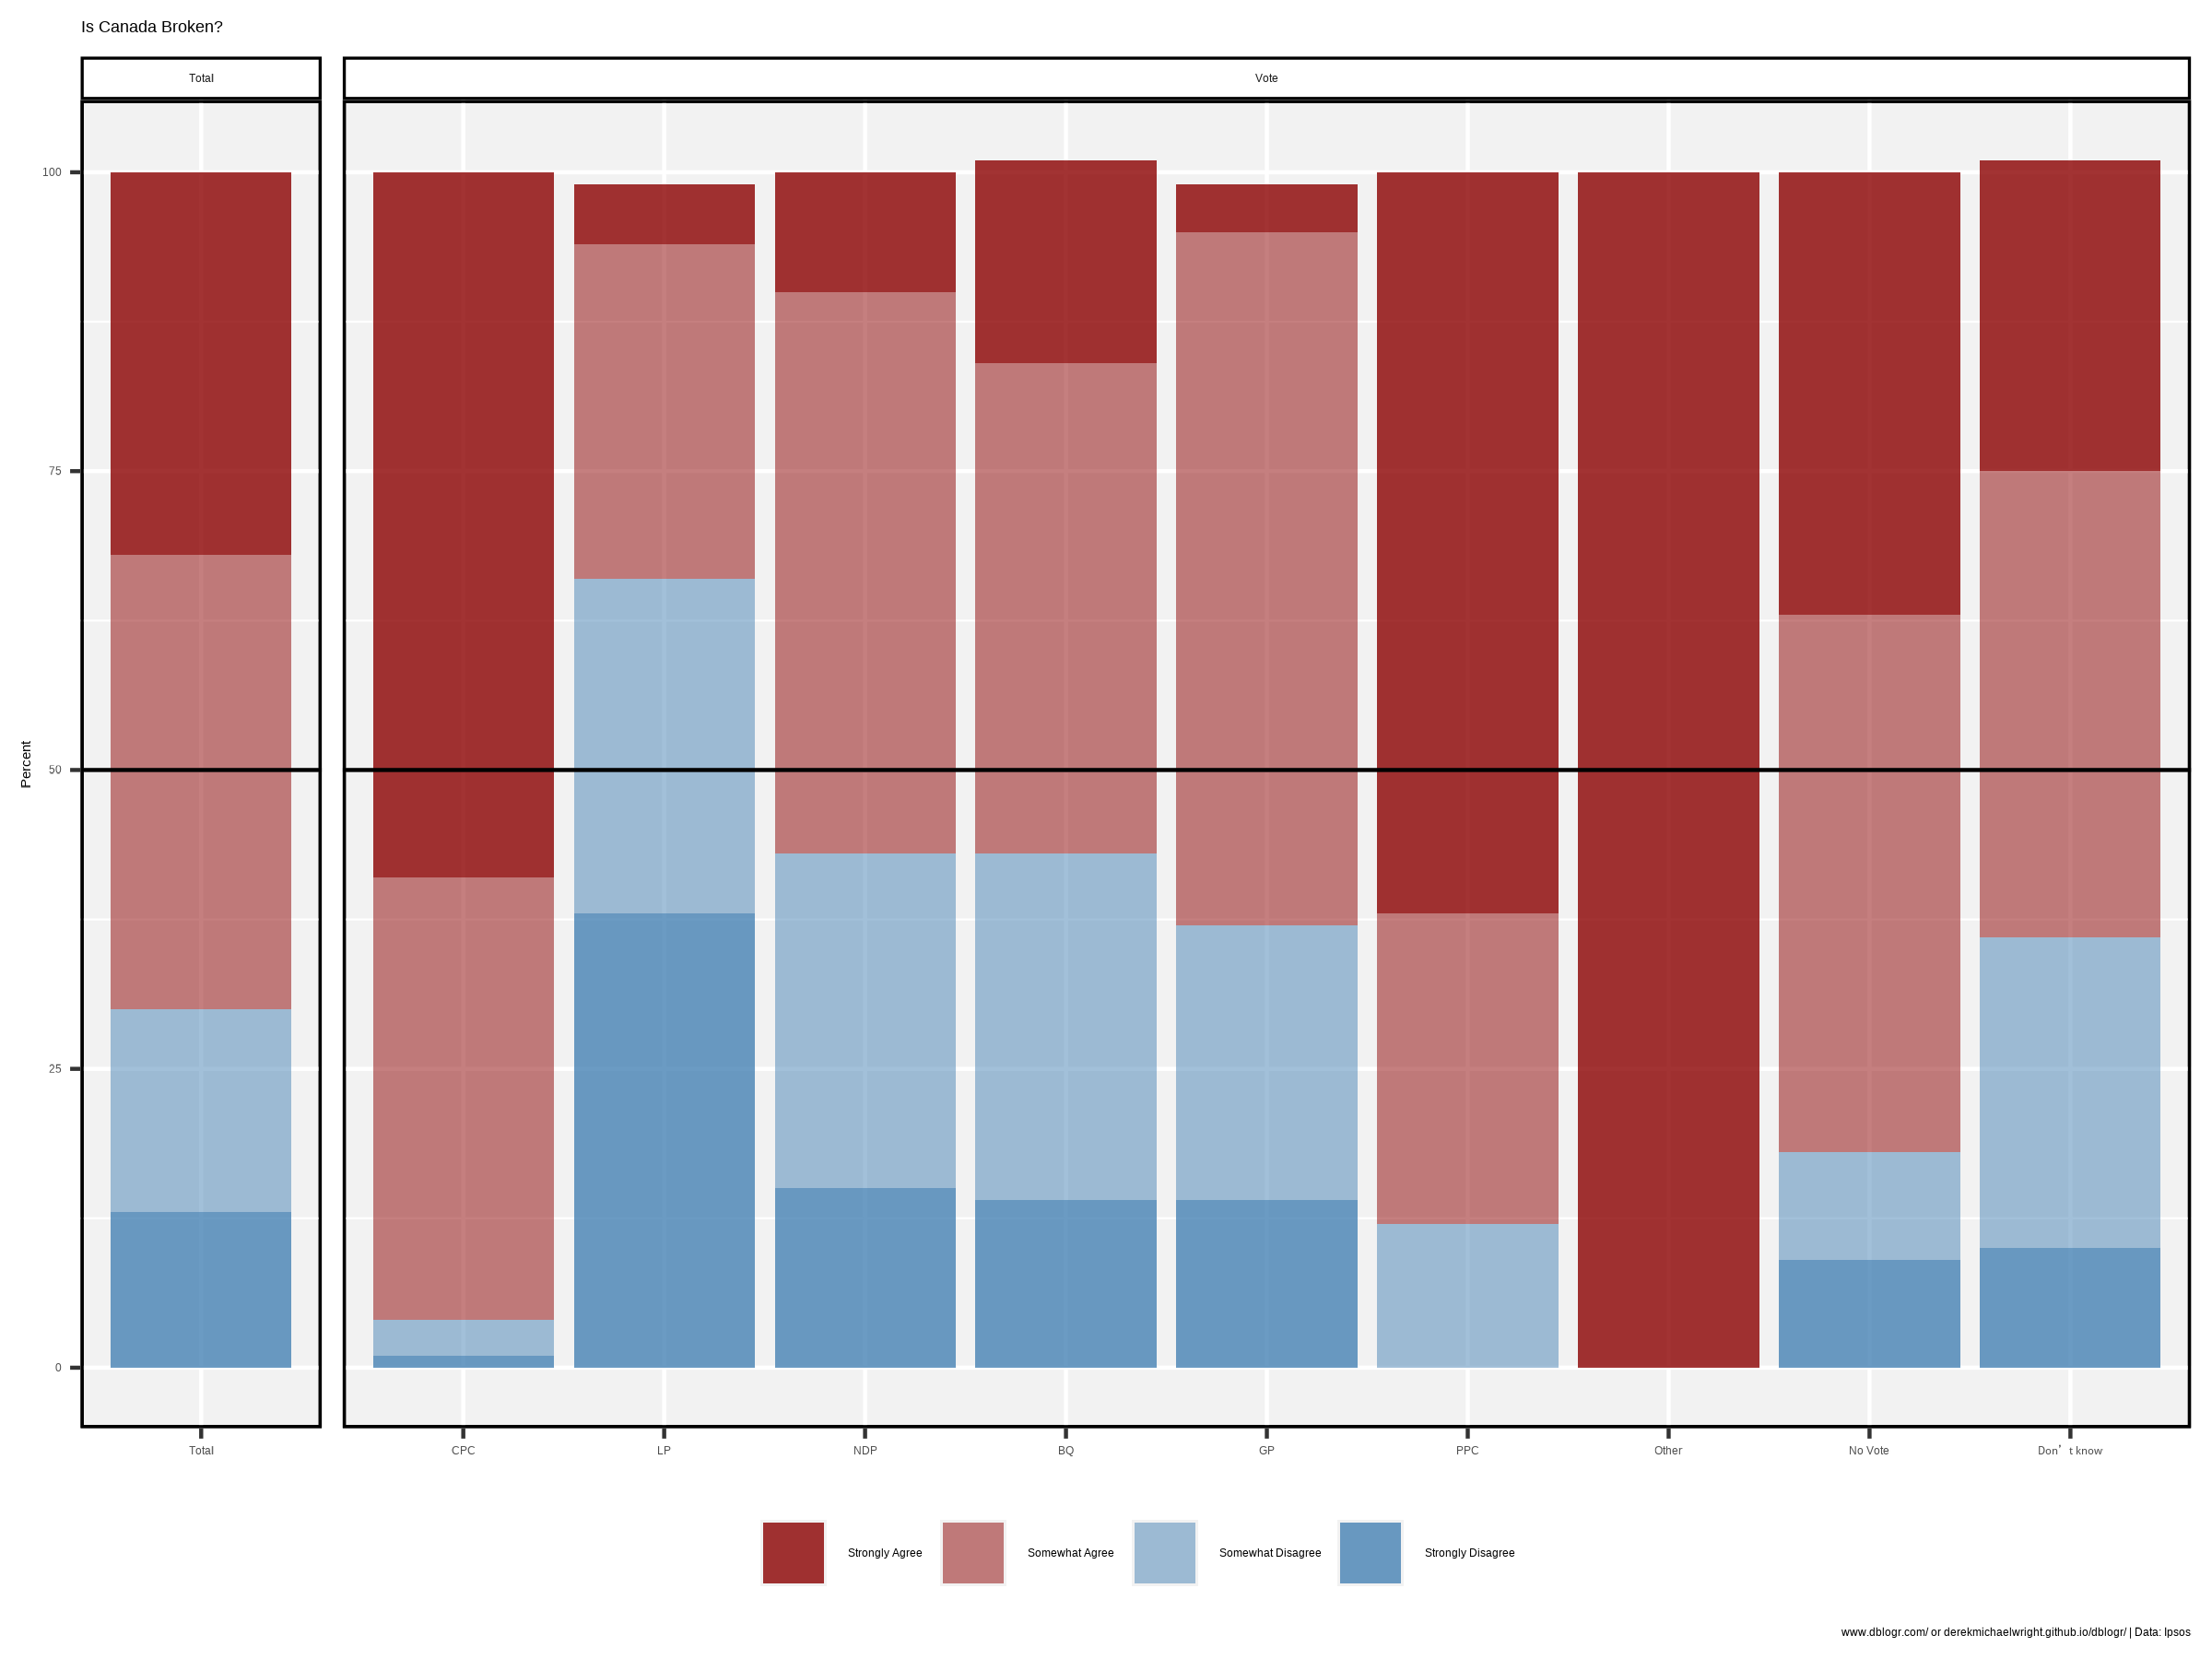 Is Canada Broken?
Total
Vote
100
75
50
25
0
Percent
Total
CPC
LP
NDP
BQ
GP
PPC
Other
No Vote
Don’t know
Strongly Agree
Somewhat Agree
Somewhat Disagree
Strongly Disagree
www.dblogr.com/ or derekmichaelwright.github.io/dblogr/ | Data: Ipsos